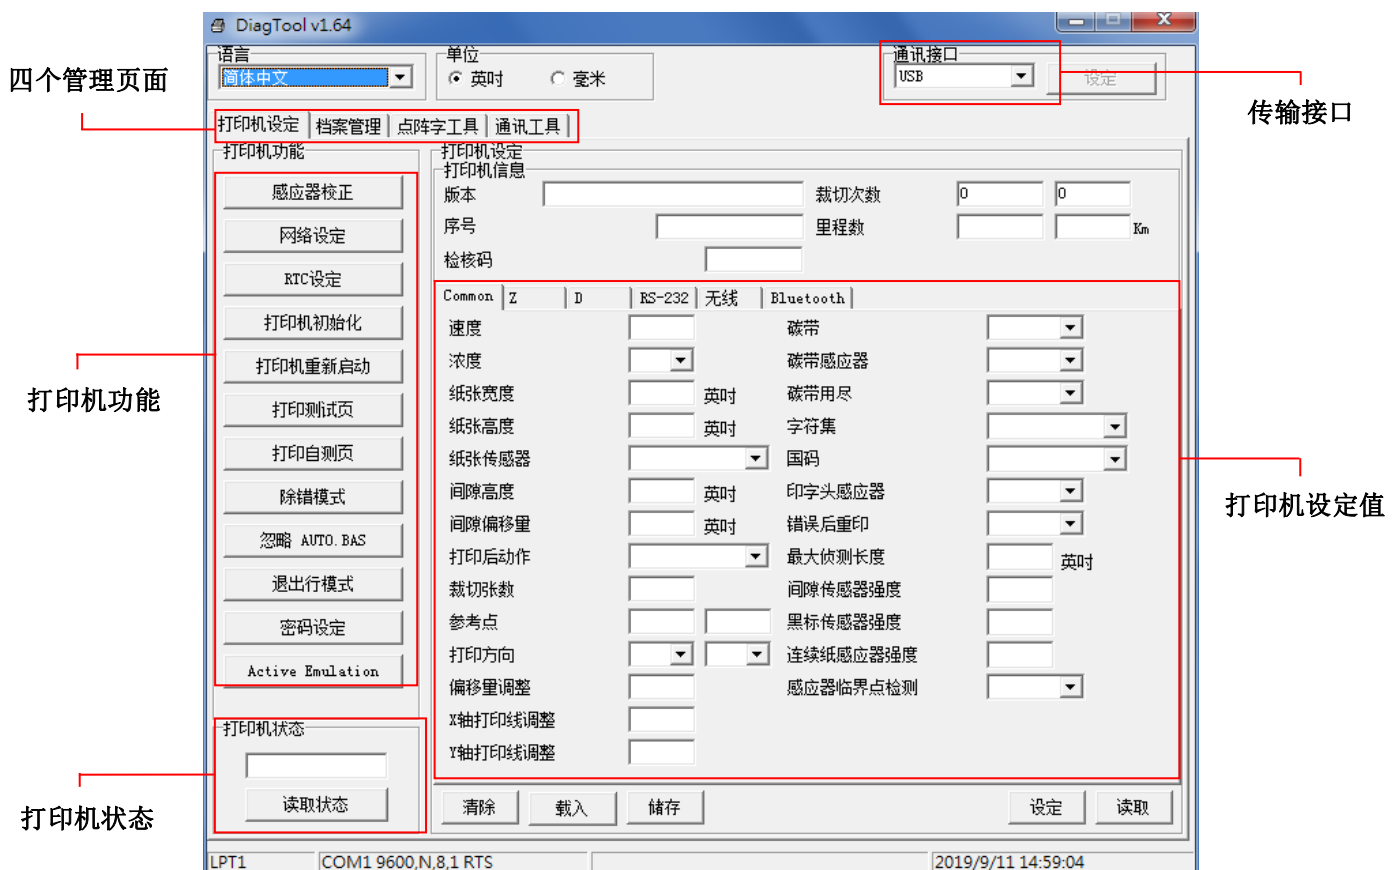 DiagTool v1.64
语言
单位
通讯接口
简体中文
英吋
毫米
USB
设定
四个管理页面
传输接口
打印机设定
档案管理
点阵字工具
通讯工具
打印机功能
打印机设定
打印机信息
感应器校正
网络设定
RTC设定
打印机初始化
打印机重新启动
打印测试页
打印自测页
除错模式
忽略 AUTO.BAS
退出行模式
密码设定
Active Emulation
打印机功能
版本
裁切次数
0
0
序号
里程数
Km
检核码
Common
Z
D
RS-232
无线
Bluetooth
速度
碳带
浓度
碳带感应器
纸张宽度
英吋
碳带用尽
纸张高度
英吋
字符集
纸张传感器
国码
间隙高度
英吋
印字头感应器
间隙偏移量
英吋
错误后重印
打印后动作
最大侦测长度
英吋
裁切张数
间隙传感器强度
参考点
黑标传感器强度
打印方向
连续纸感应器强度
偏移量调整
感应器临界点检测
X轴打印线调整
Y轴打印线调整
打印机设定值
打印机状态
读取状态
打印机状态
清除
载入
储存
设定
读取
LPT1
COM1 9600,N,8,1 RTS
2019/9/11 14:59:04